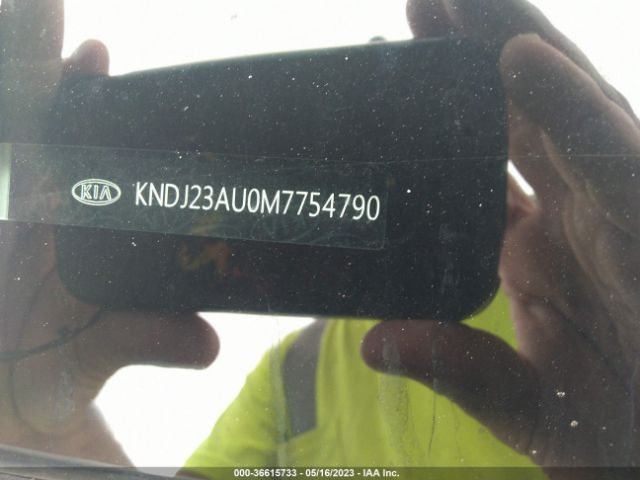 KIA KNDJ23AU0M7754790
000-36615733 - 05/16/2023 - IAA Inc.